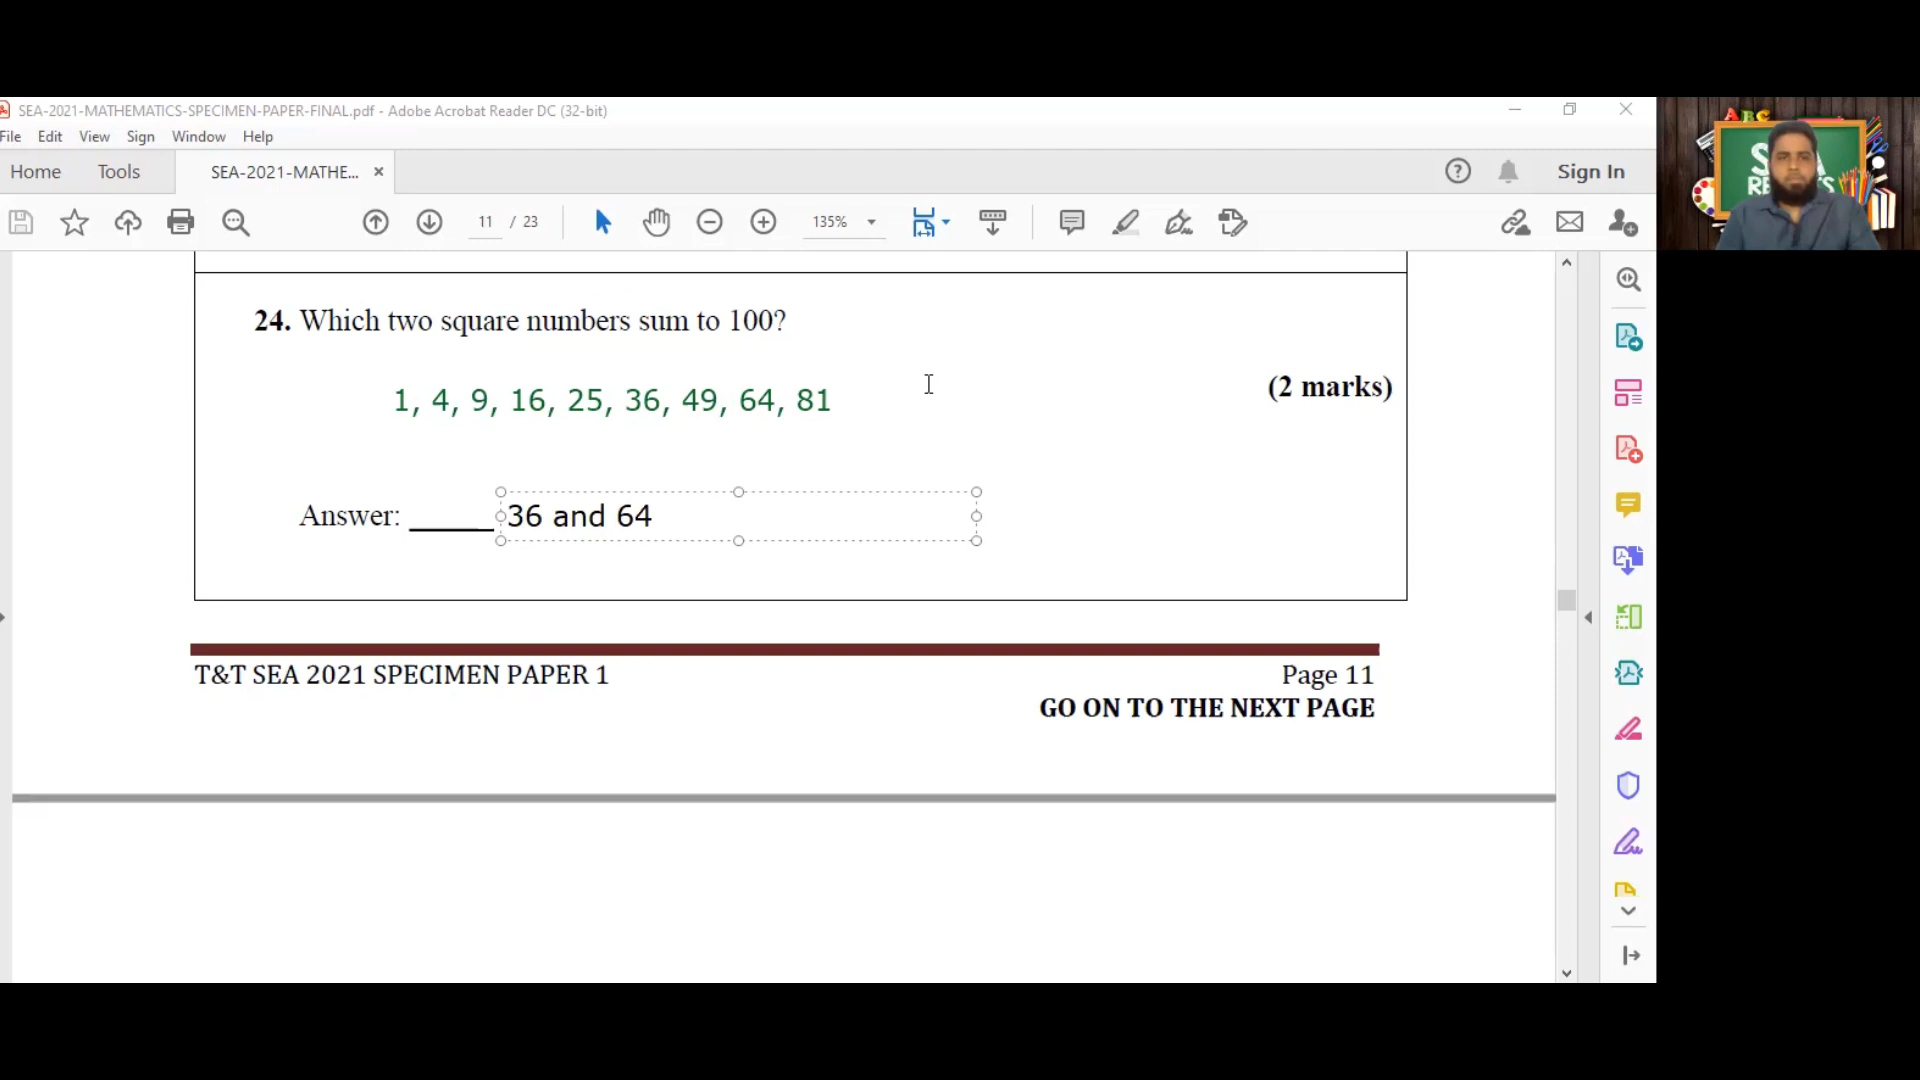 SEA-2021-MATHEMATICS-SPECIMEN-PAPER-FINAL.pdf - Adobe Acrobat Reader DC (32-bit)
File Edit View Sign Window Help
Home Tools SEA-2021-MATHE... × Sign In
11 / 23 135%
24. Which two square numbers sum to 100?
1, 4, 9, 16, 25, 36, 49, 64, 81
(2 marks)
Answer: _____ 36 and 64
T&T SEA 2021 SPECIMEN PAPER 1 Page 11
GO ON TO THE NEXT PAGE
ABC